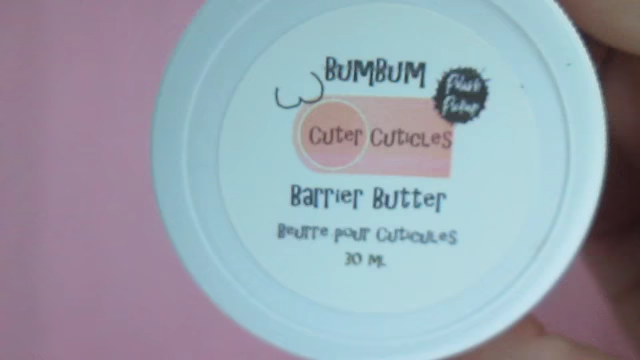 BUMBUM
Cuter Cuticles
Barrier Butter
Beurre pour Cuticules
30 ML